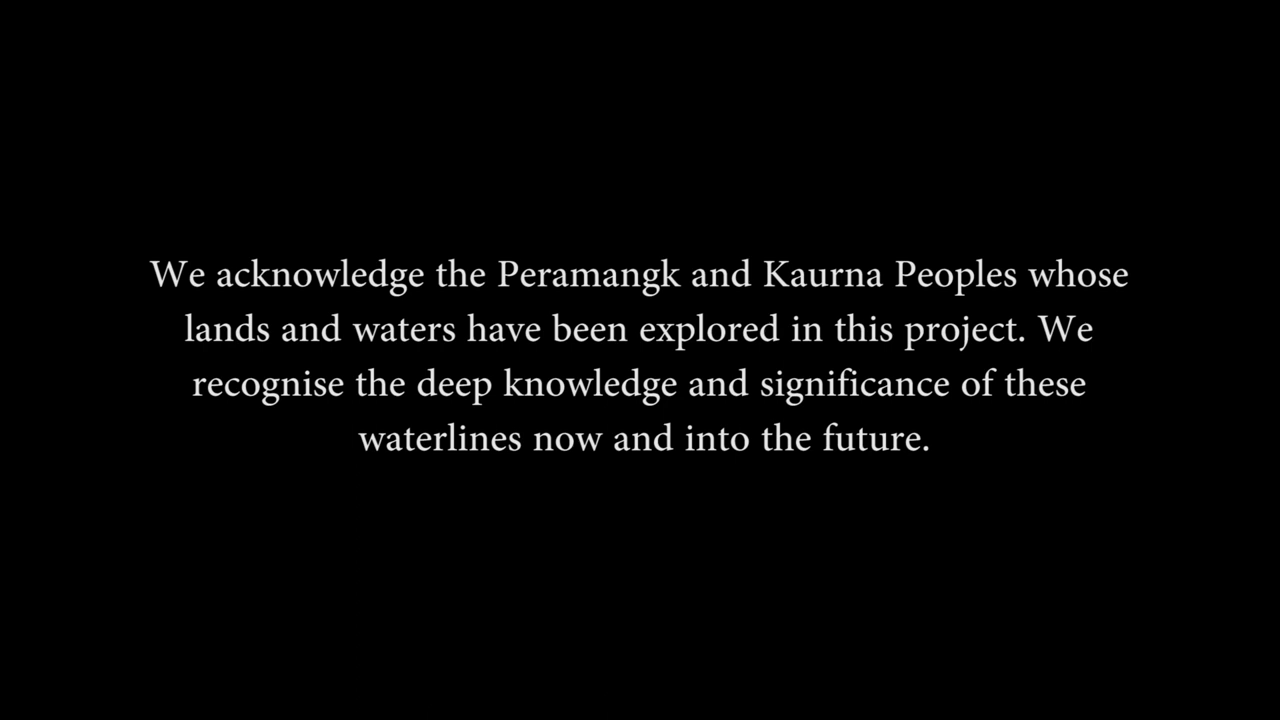 We acknowledge the Peramangk and Kaurna Peoples whose
lands and waters have been explored in this project. We
recognise the deep knowledge and significance of these
waterlines now and into the future.